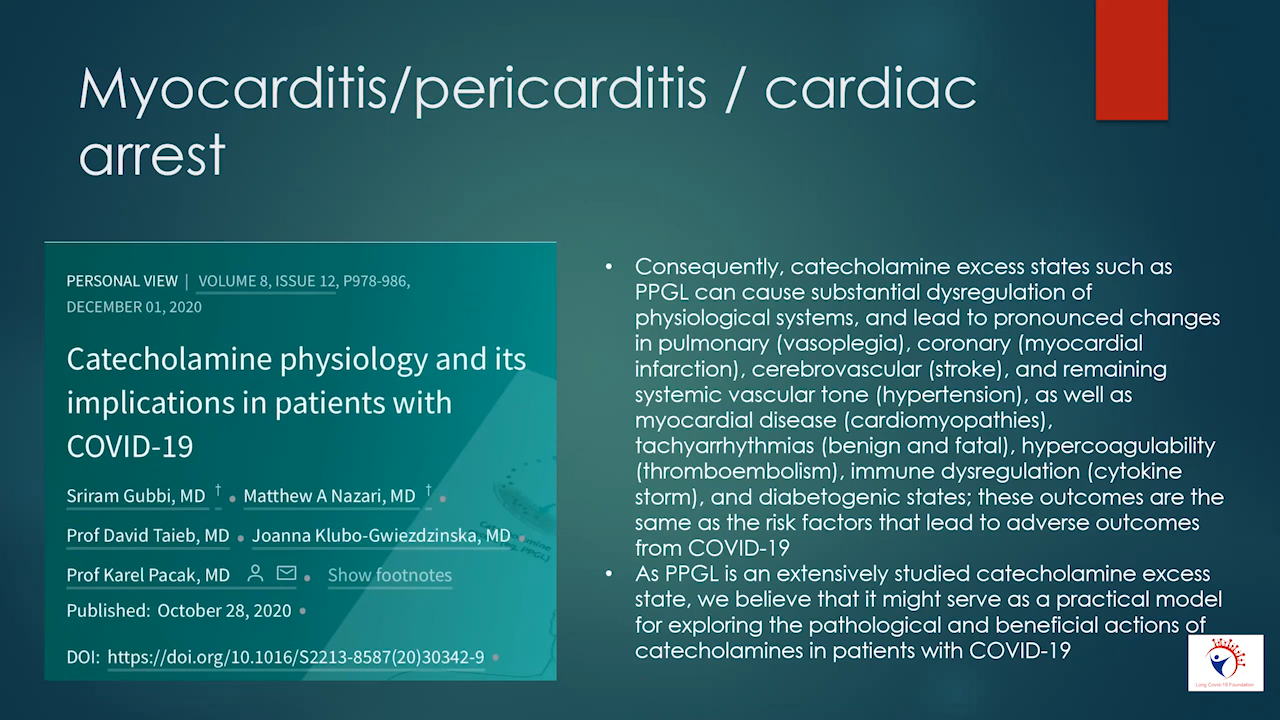 Myocarditis/pericarditis / cardiac
arrest
PERSONAL VIEW | VOLUME 8, ISSUE 12, P978-986,
DECEMBER 01, 2020
Catecholamine physiology and its
implications in patients with
COVID-19
Sriram Gubbi, MD † • Matthew A Nazari, MD † •
Prof David Taieb, MD • Joanna Klubo-Gwiezdzinska, MD •
Prof Karel Pacak, MD • Show footnotes
Published: October 28, 2020 •
DOI: https://doi.org/10.1016/S2213-8587(20)30342-9 •
• Consequently, catecholamine excess states such as
PPGL can cause substantial dysregulation of
physiological systems, and lead to pronounced changes
in pulmonary (vasoplegia), coronary (myocardial
infarction), cerebrovascular (stroke), and remaining
systemic vascular tone (hypertension), as well as
myocardial disease (cardiomyopathies),
tachyarrhythmias (benign and fatal), hypercoagulability
(thromboembolism), immune dysregulation (cytokine
storm), and diabetogenic states; these outcomes are the
same as the risk factors that lead to adverse outcomes
from COVID-19
• As PPGL is an extensively studied catecholamine excess
state, we believe that it might serve as a practical model
for exploring the pathological and beneficial actions of
catecholamines in patients with COVID-19
Long Covid-19 Foundation